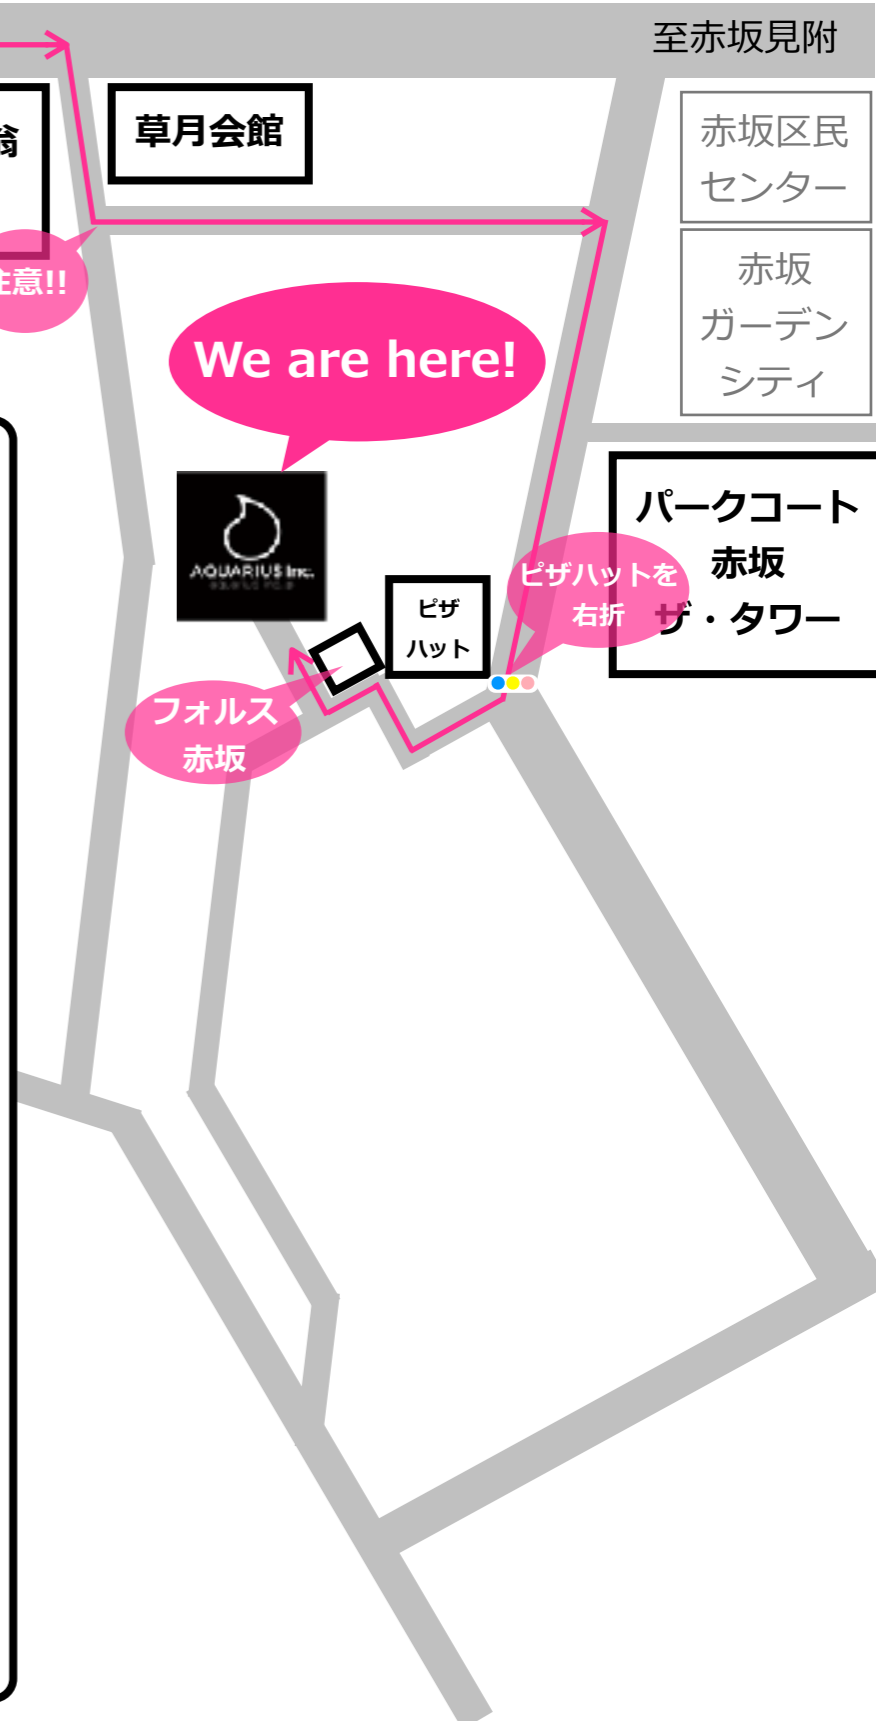 至赤坂見附
草月会館
翁
赤坂区民
センター
注意!!
赤坂
ガーデン
シティ
We are here!
AQUARIUS Inc.
パークコート
赤坂
ザ・タワー
ピザハットを
右折
ピザ
ハット
フォルス
赤坂